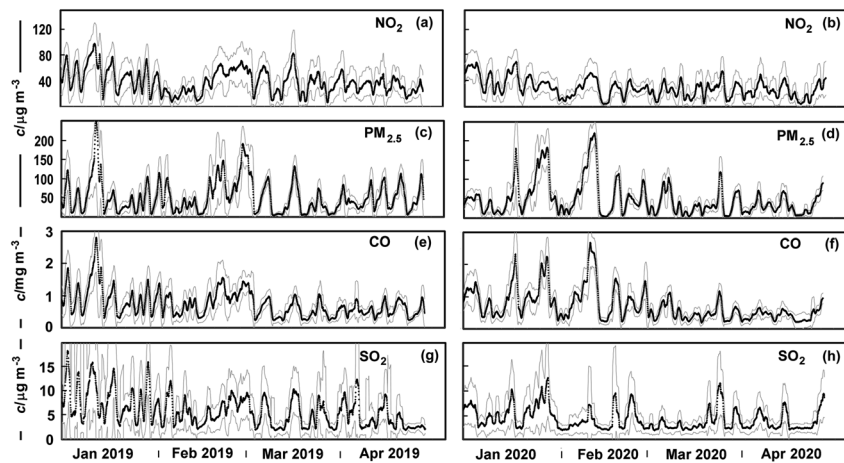 NO2 (a)
120
80
40
NO2 (b)
c/μg m-3
PM2.5 (c)
200
150
100
50
0
PM2.5 (d)
CO (e)
3
2
1
0
CO (f)
c/mg m-3
SO2 (g)
15
10
5
0
SO2 (h)
c/μg m-3
Jan 2019 Feb 2019 Mar 2019 Apr 2019
Jan 2020 Feb 2020 Mar 2020 Apr 2020